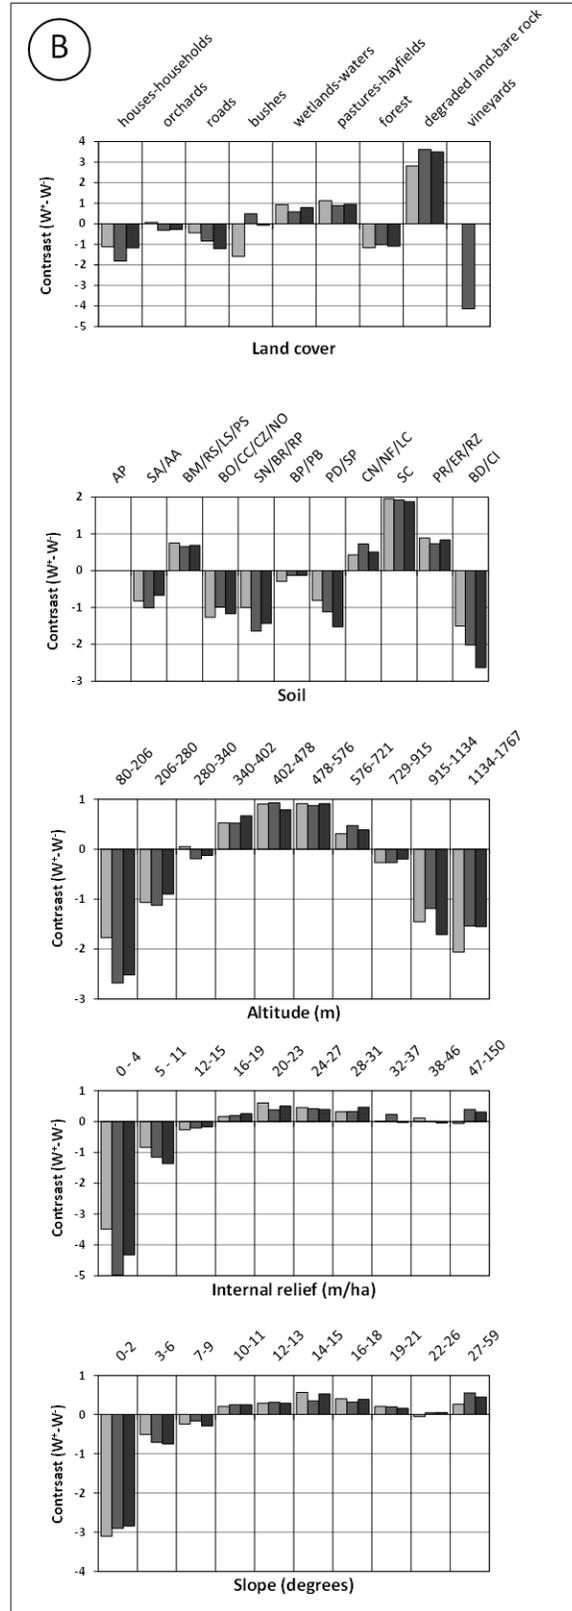 B
houses-households
orchards
roads
bushes
wetlands-waters
pastures-hayfields
forest
degraded land-bare rock
vineyards
4
3
2
1
0
-1
-2
-3
-4
-5
Contrsast (W+-W-)
Land cover
AP
SA/AA
BM/RS/LS/PS
BO/CC/CZ/NO
SN/BR/RP
BP/PB
PD/SP
CN/NF/LC
SC
PR/ER/RZ
BD/CI
2
1
0
-1
-2
-3
Contrsast (W+-W-)
Soil
80-206
206-280
280-340
340-402
402-478
478-576
576-721
729-915
915-1134
1134-1767
1
0
-1
-2
-3
Contrsast (W+-W-)
Altitude (m)
0 - 4
5 - 11
12-15
16-19
20-23
24-27
28-31
32-37
38-46
47-150
1
0
-1
-2
-3
-4
-5
Contrsast (W+-W-)
Internal relief (m/ha)
0-2
3-6
7-9
10-11
12-13
14-15
16-18
19-21
22-26
27-59
1
0
-1
-2
-3
-4
Contrsast (W+-W-)
Slope (degrees)